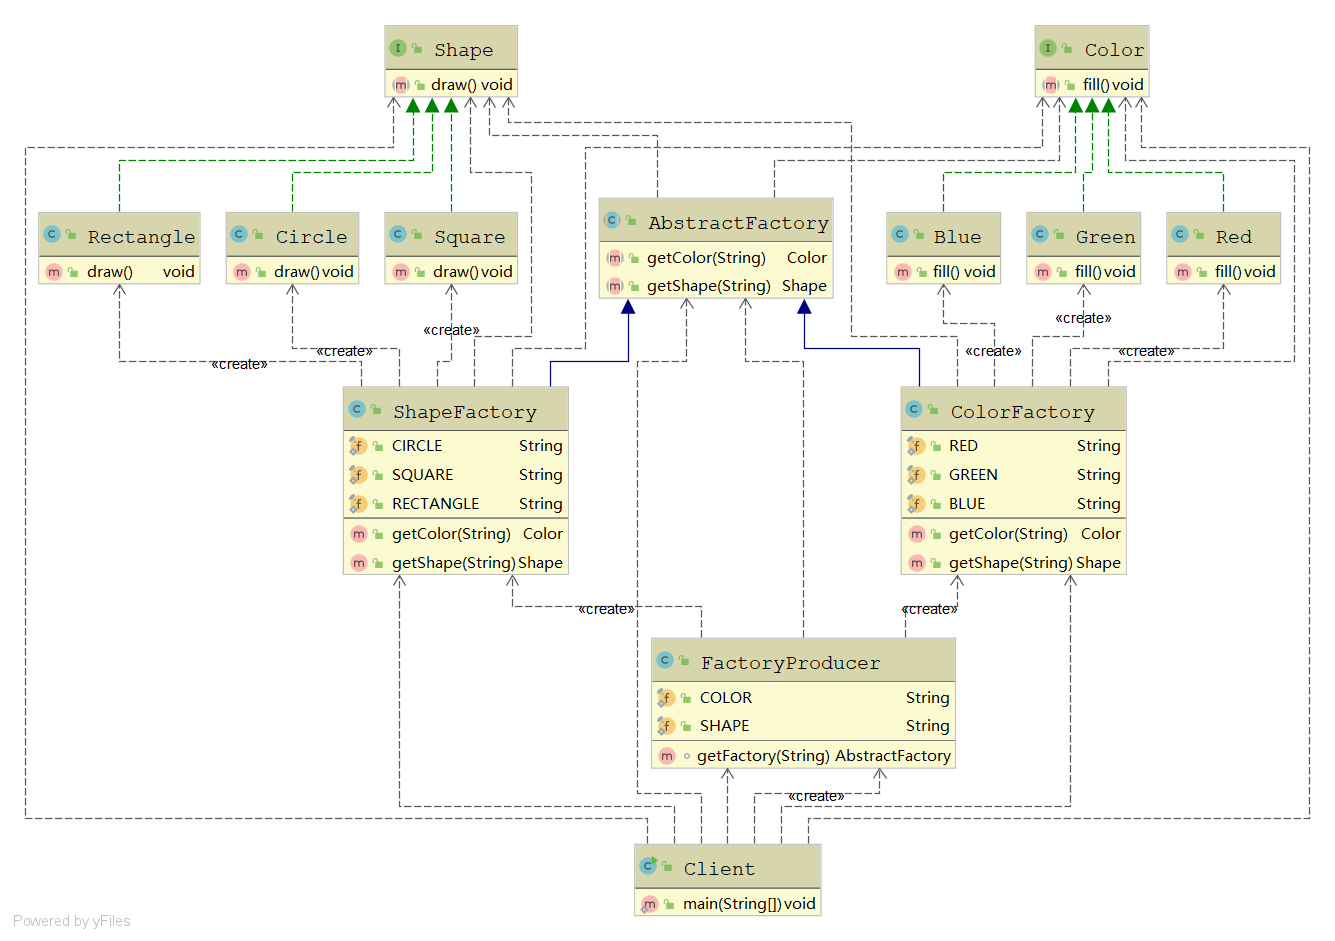 Shape
draw() void
Color
fill() void
Rectangle
draw() void
Circle
draw() void
Square
draw() void
AbstractFactory
getColor(String) Color
getShape(String) Shape
Blue
fill() void
Green
fill() void
Red
fill() void
«create»
«create»
«create»
«create»
«create»
«create»
ShapeFactory
CIRCLE String
SQUARE String
RECTANGLE String
getColor(String) Color
getShape(String) Shape
ColorFactory
RED String
GREEN String
BLUE String
getColor(String) Color
getShape(String) Shape
«create»
«create»
FactoryProducer
COLOR String
SHAPE String
getFactory(String) AbstractFactory
«create»
Client
main(String[]) void
Powered by yFiles